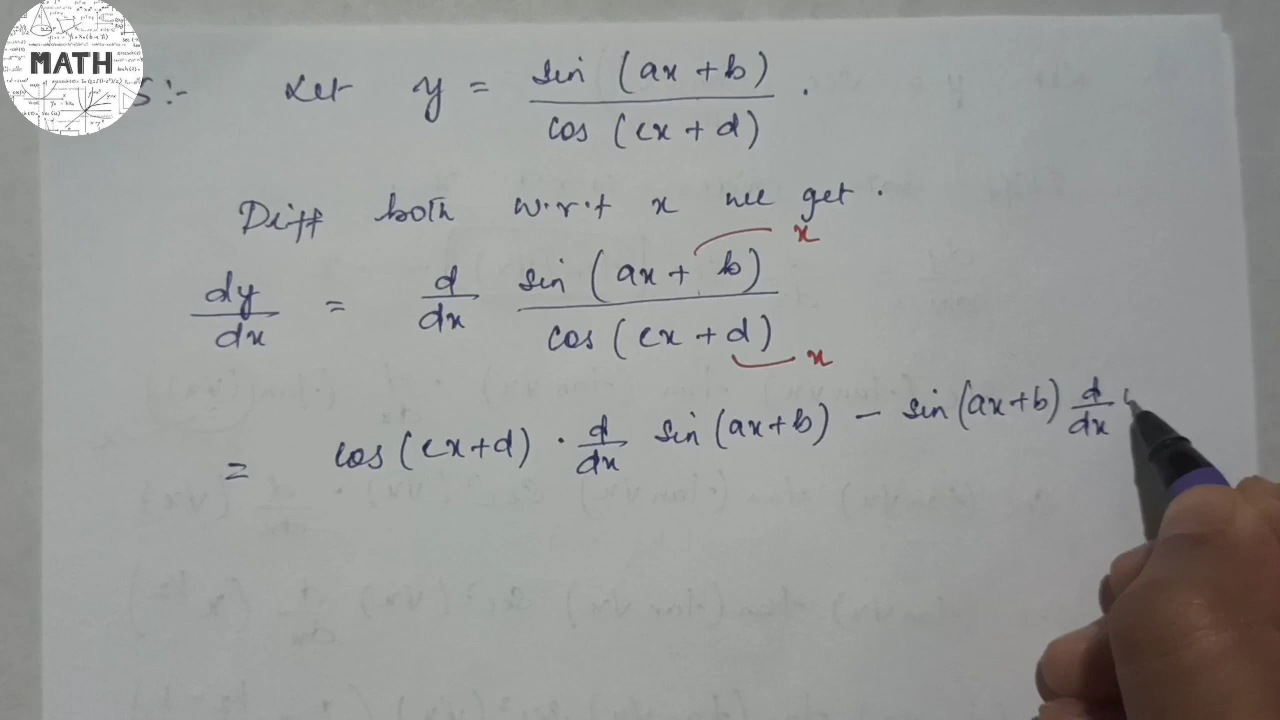 MATH
5:- Let y = sin (ax + b) / cos (cx + d) .
Diff both w.r.t x we get .
x
dy/dx = d/dx sin (ax + b) / cos (cx + d)
x
= cos (cx + d) . d/dx sin (ax + b) - sin (ax + b) d/dx